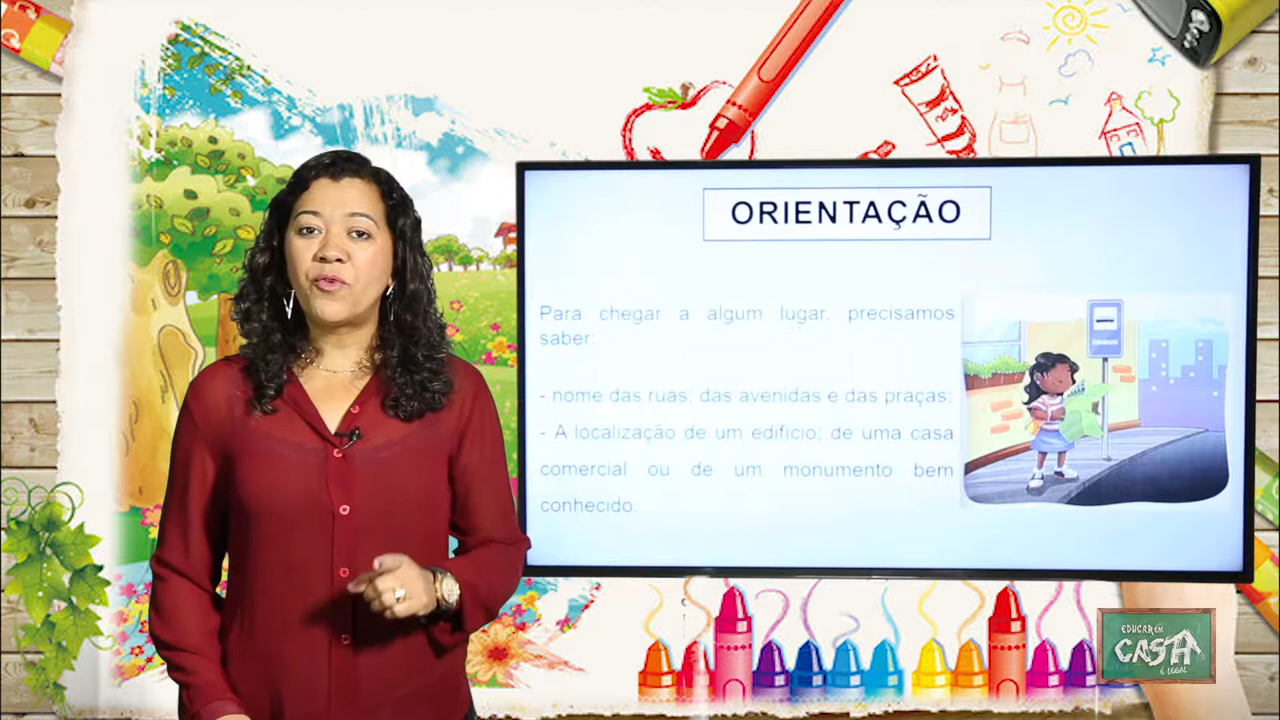 ORIENTAÇÃO
Para chegar a algum lugar, precisamos
saber:
- nome das ruas; das avenidas e das praças;
- A localização de um edifício; de uma casa
comercial ou de um monumento bem
conhecido.
ÔNIBUS
EDUCAR EM
CASA
É LEGAL